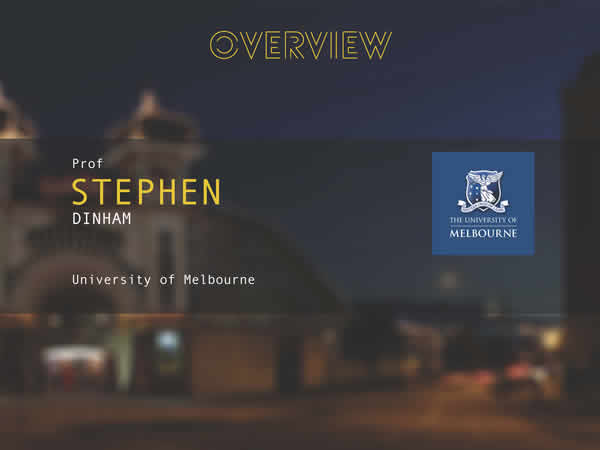 OVERVIEW
Prof
STEPHEN
DINHAM
University of Melbourne
THE UNIVERSITY OF
MELBOURNE